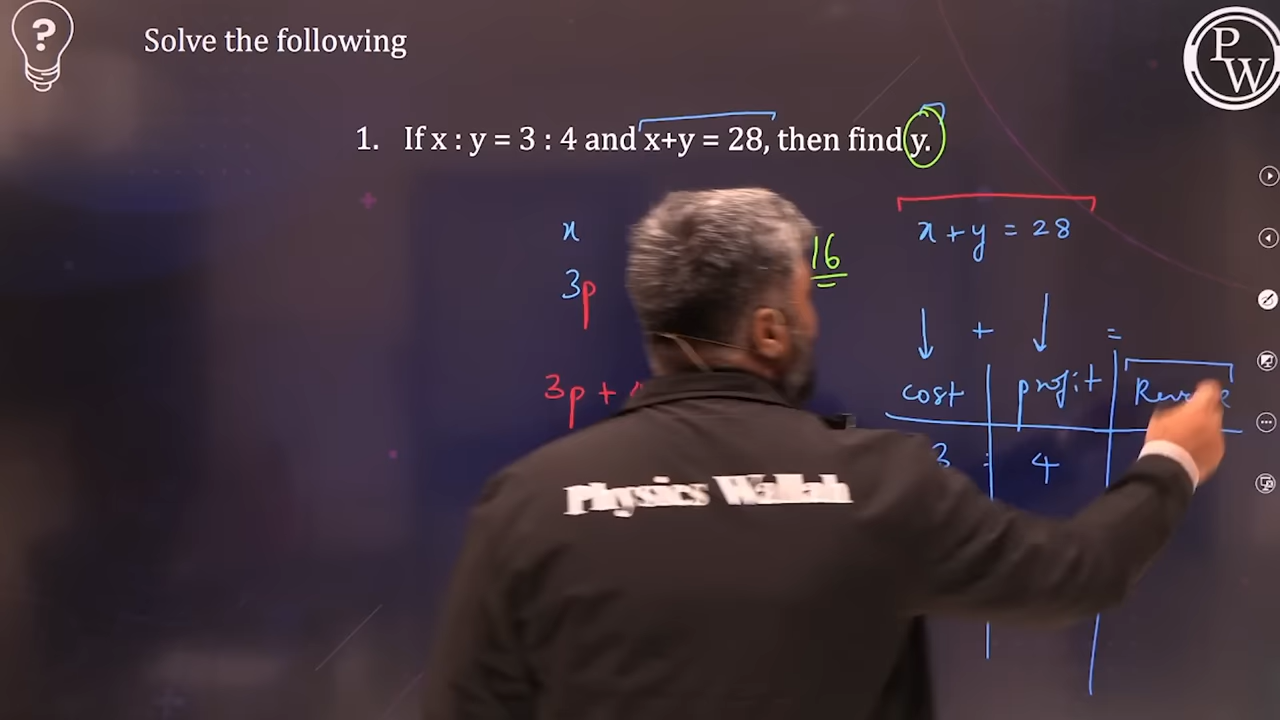 ?
Solve the following
PW
1. If x : y = 3 : 4 and x+y = 28, then find y.
x
16
x + y = 28
3p
+ =
3p +
cost profit
3 : 4
Physics Wallah